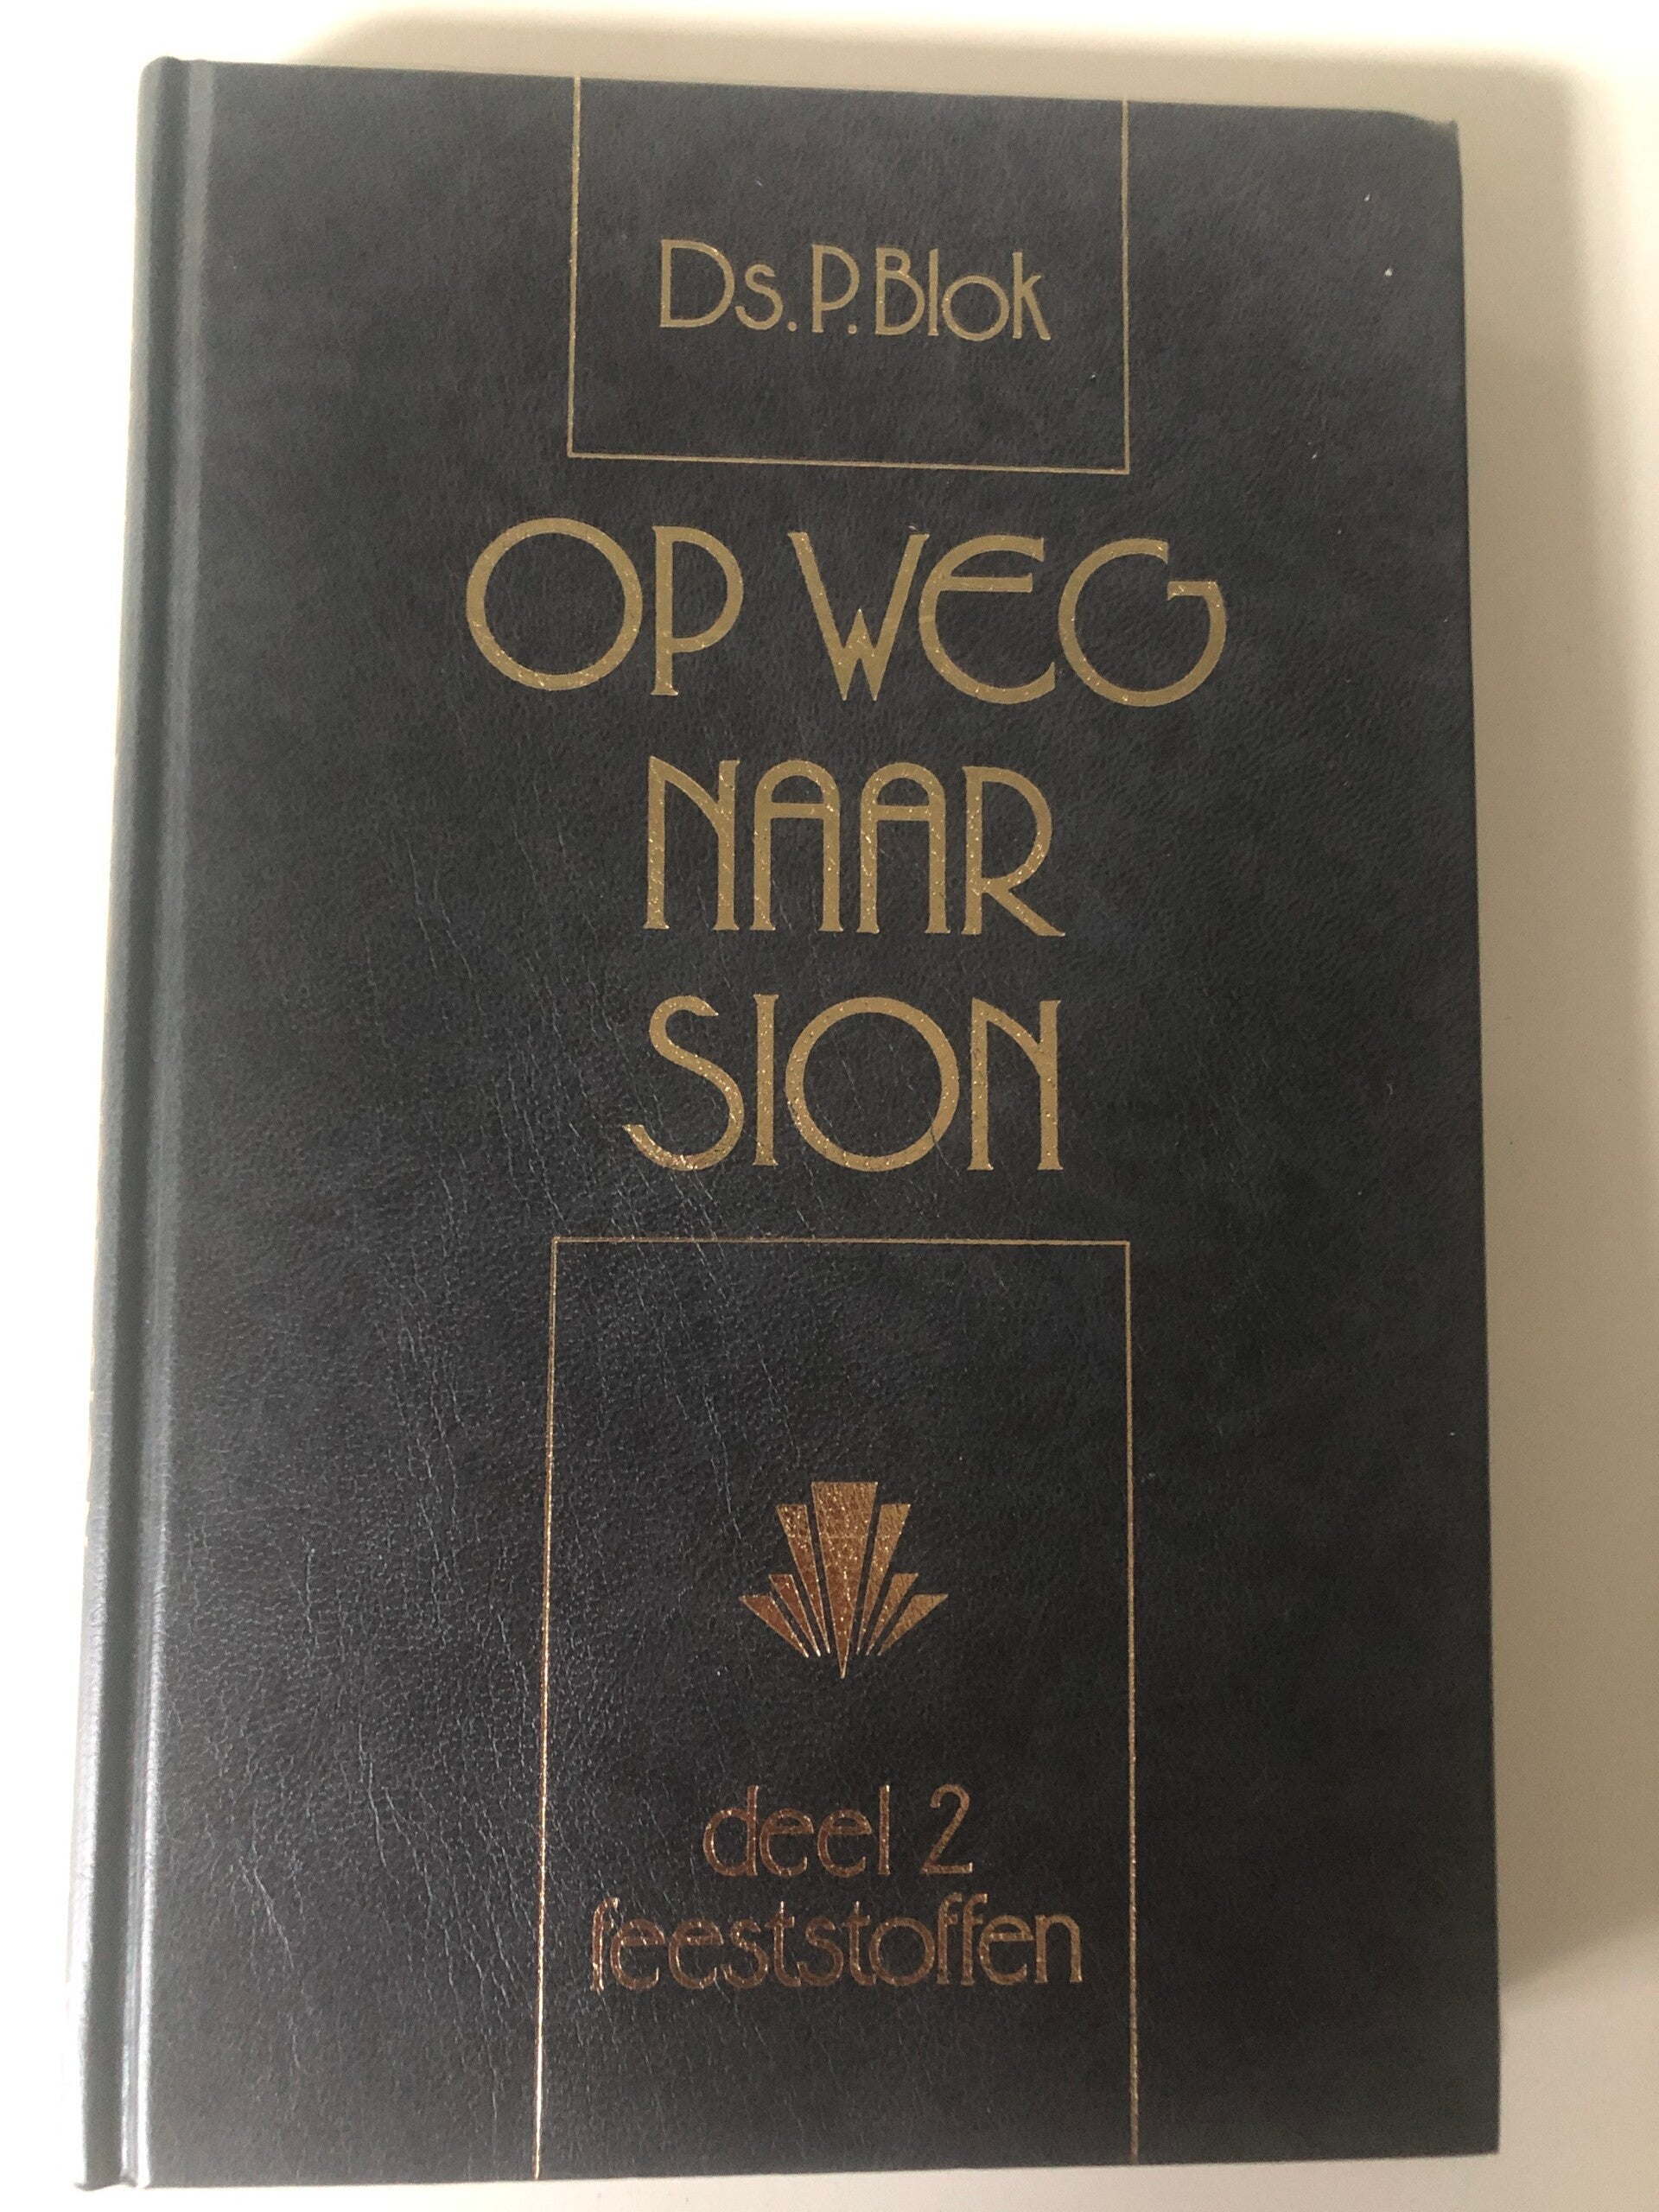 Ds. P. Blok
OP WEG
NAAR
SION
deel 2
feeststoffen